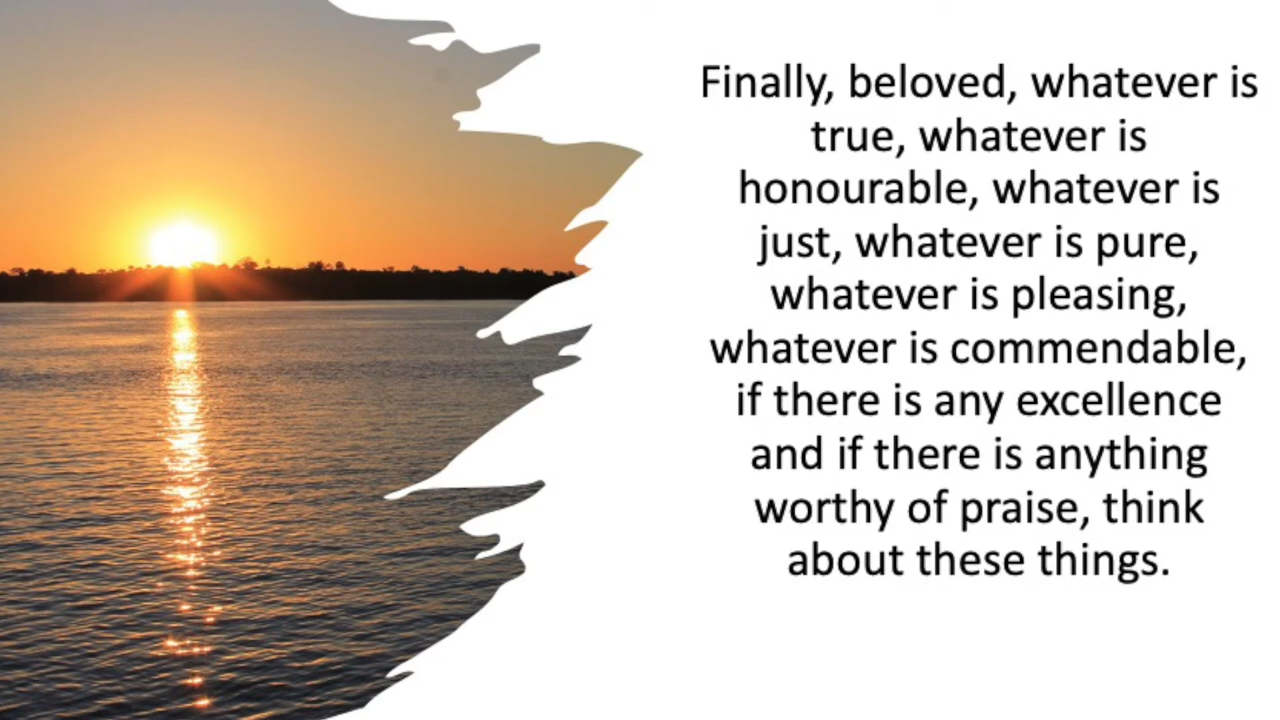 Finally, beloved, whatever is
true, whatever is
honourable, whatever is
just, whatever is pure,
whatever is pleasing,
whatever is commendable,
if there is any excellence
and if there is anything
worthy of praise, think
about these things.